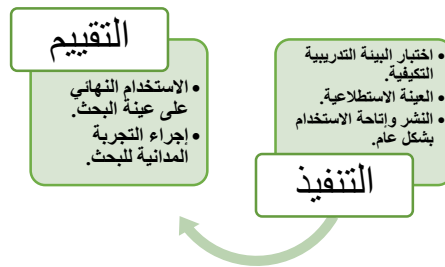 اختبار البيئة التدريبية
التكيفية.
العينة الاستطلاعية.
النشر وإتاحة الاستخدام
بشكل عام.
التنفيذ
التقييم
الاستخدام النهائي
على عينة البحث.
إجراء التجربة
المدانية للبحث.